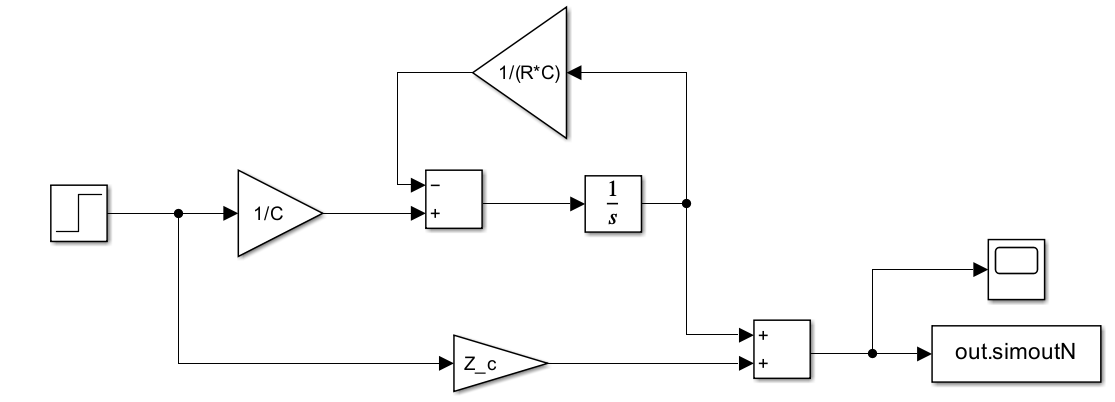 1/(R*C)
−
+
1/C
1
s
+
+
Z_c
out.simoutN